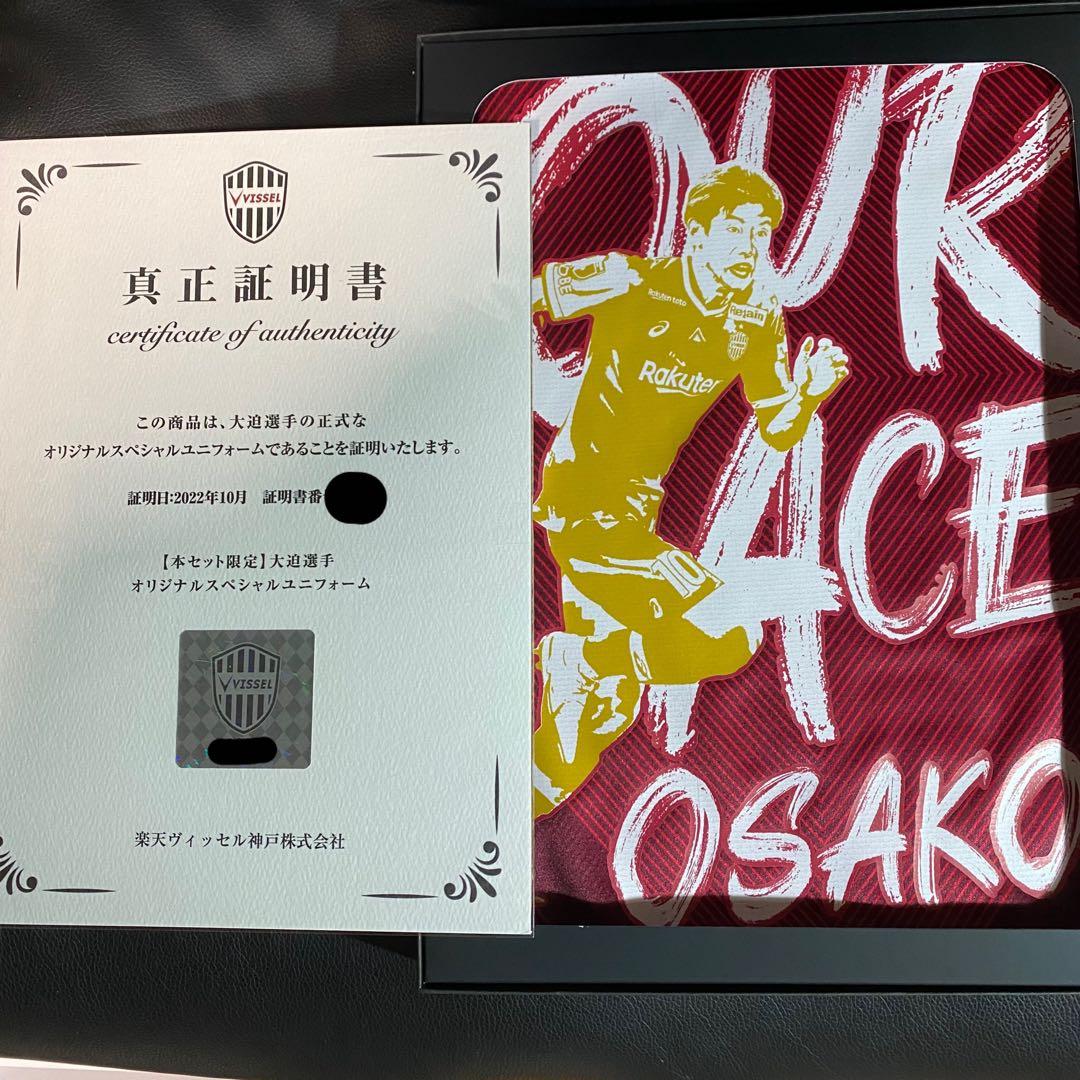 VISSEL
真正証明書
certificate of authenticity
この商品は、大迫選手の正式な
オリジナルスペシャルユニフォームであることを証明いたします。
証明日:2022年10月 証明書番
【本セット限定】大迫選手
オリジナルスペシャルユニフォーム
VISSEL
楽天ヴィッセル神戸株式会社
OUR
ACE
OSAKO
Rakuten toto
Relain
Rakuten
10